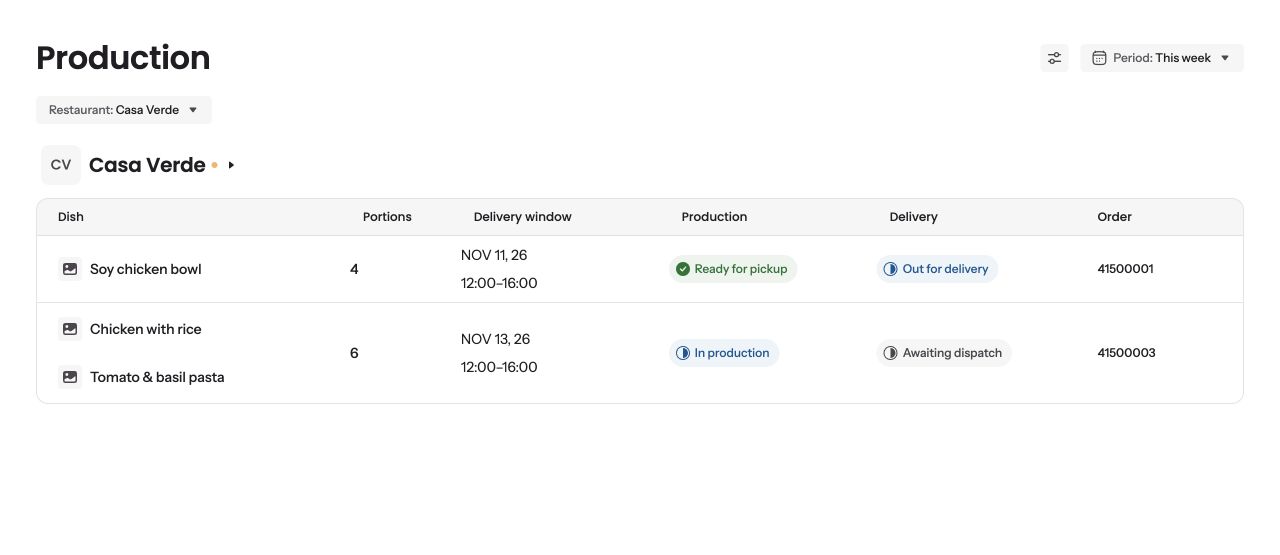 Production
Period: This week
Restaurant: Casa Verde
CV Casa Verde
Dish Portions Delivery window Production Delivery Order
Soy chicken bowl 4 NOV 11, 26 12:00–16:00 Ready for pickup Out for delivery 41500001
Chicken with rice
Tomato & basil pasta
6 NOV 13, 26 12:00–16:00 In production Awaiting dispatch 41500003